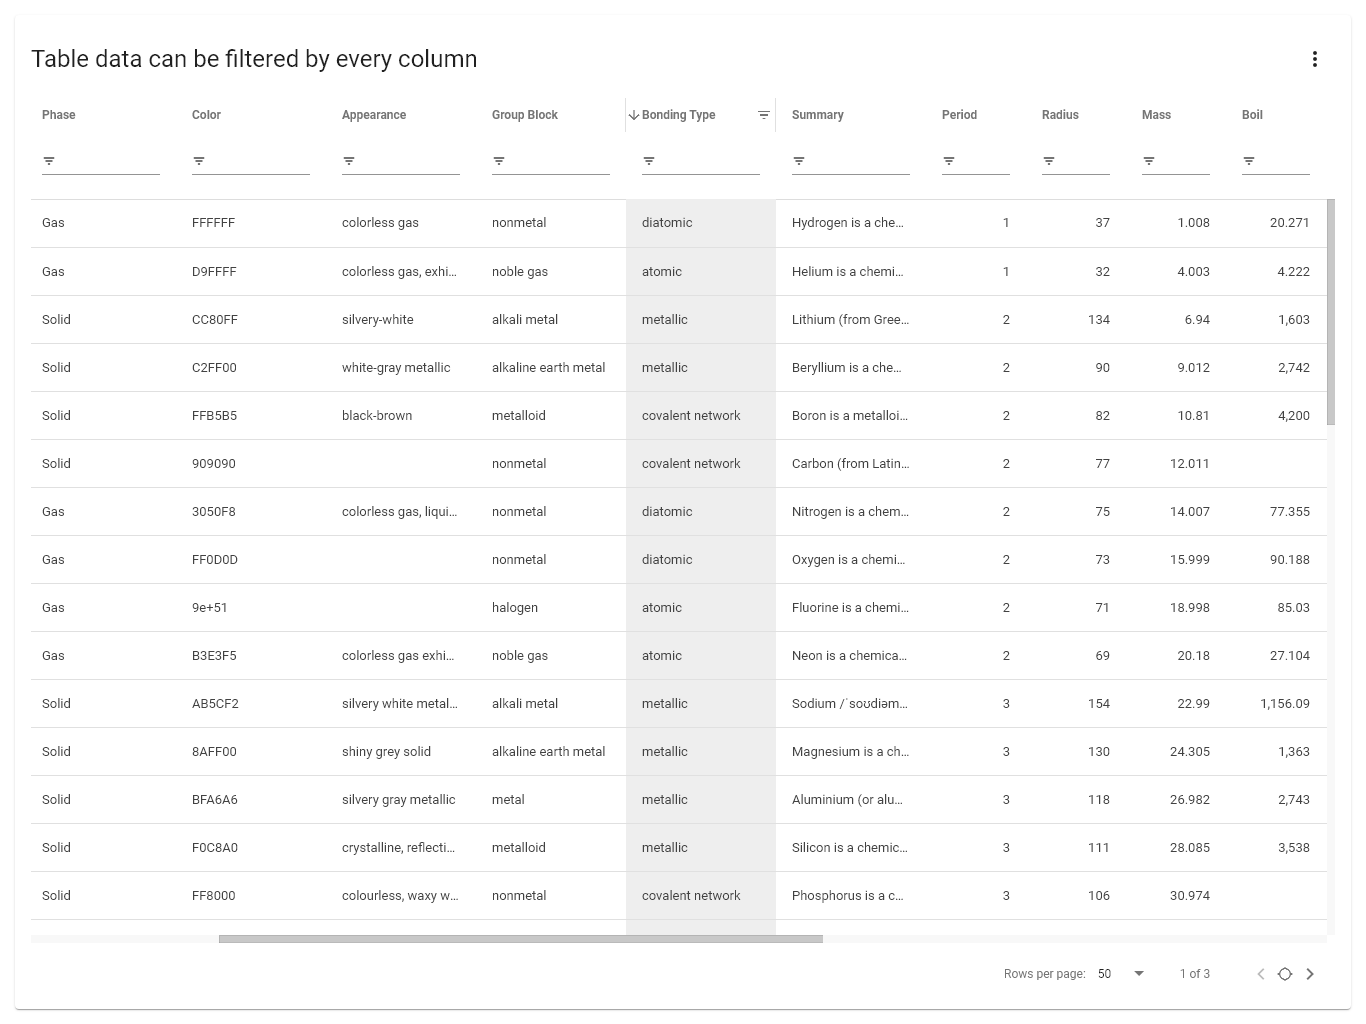 Table data can be filtered by every column
Phase Color Appearance Group Block Bonding Type Summary Period Radius Mass Boil
Gas FFFFFF colorless gas nonmetal diatomic Hydrogen is a che... 1 37 1.008 20.271
Gas D9FFFF colorless gas, exhi... noble gas atomic Helium is a chemi... 1 32 4.003 4.222
Solid CC80FF silvery-white alkali metal metallic Lithium (from Gree... 2 134 6.94 1,603
Solid C2FF00 white-gray metallic alkaline earth metal metallic Beryllium is a che... 2 90 9.012 2,742
Solid FFB5B5 black-brown metalloid covalent network Boron is a metalloi... 2 82 10.81 4,200
Solid 909090 nonmetal covalent network Carbon (from Latin... 2 77 12.011
Gas 3050F8 colorless gas, liqui... nonmetal diatomic Nitrogen is a chem... 2 75 14.007 77.355
Gas FF0D0D nonmetal diatomic Oxygen is a chemi... 2 73 15.999 90.188
Gas 9e+51 halogen atomic Fluorine is a chemi... 2 71 18.998 85.03
Gas B3E3F5 colorless gas exhi... noble gas atomic Neon is a chemica... 2 69 20.18 27.104
Solid AB5CF2 silvery white metal... alkali metal metallic Sodium /ˈsoʊdiəm... 3 154 22.99 1,156.09
Solid 8AFF00 shiny grey solid alkaline earth metal metallic Magnesium is a ch... 3 130 24.305 1,363
Solid BFA6A6 silvery gray metallic metal metallic Aluminium (or alu... 3 118 26.982 2,743
Solid F0C8A0 crystalline, reflecti... metalloid metallic Silicon is a chemic... 3 111 28.085 3,538
Solid FF8000 colourless, waxy w... nonmetal covalent network Phosphorus is a c... 3 106 30.974
Rows per page: 50 1 of 3